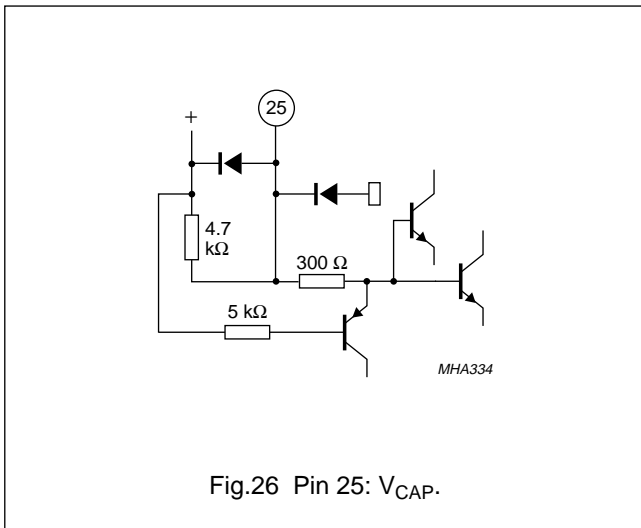 25
+
4.7
kΩ
300 Ω
5 kΩ
MHA334
Fig.26 Pin 25: VCAP.